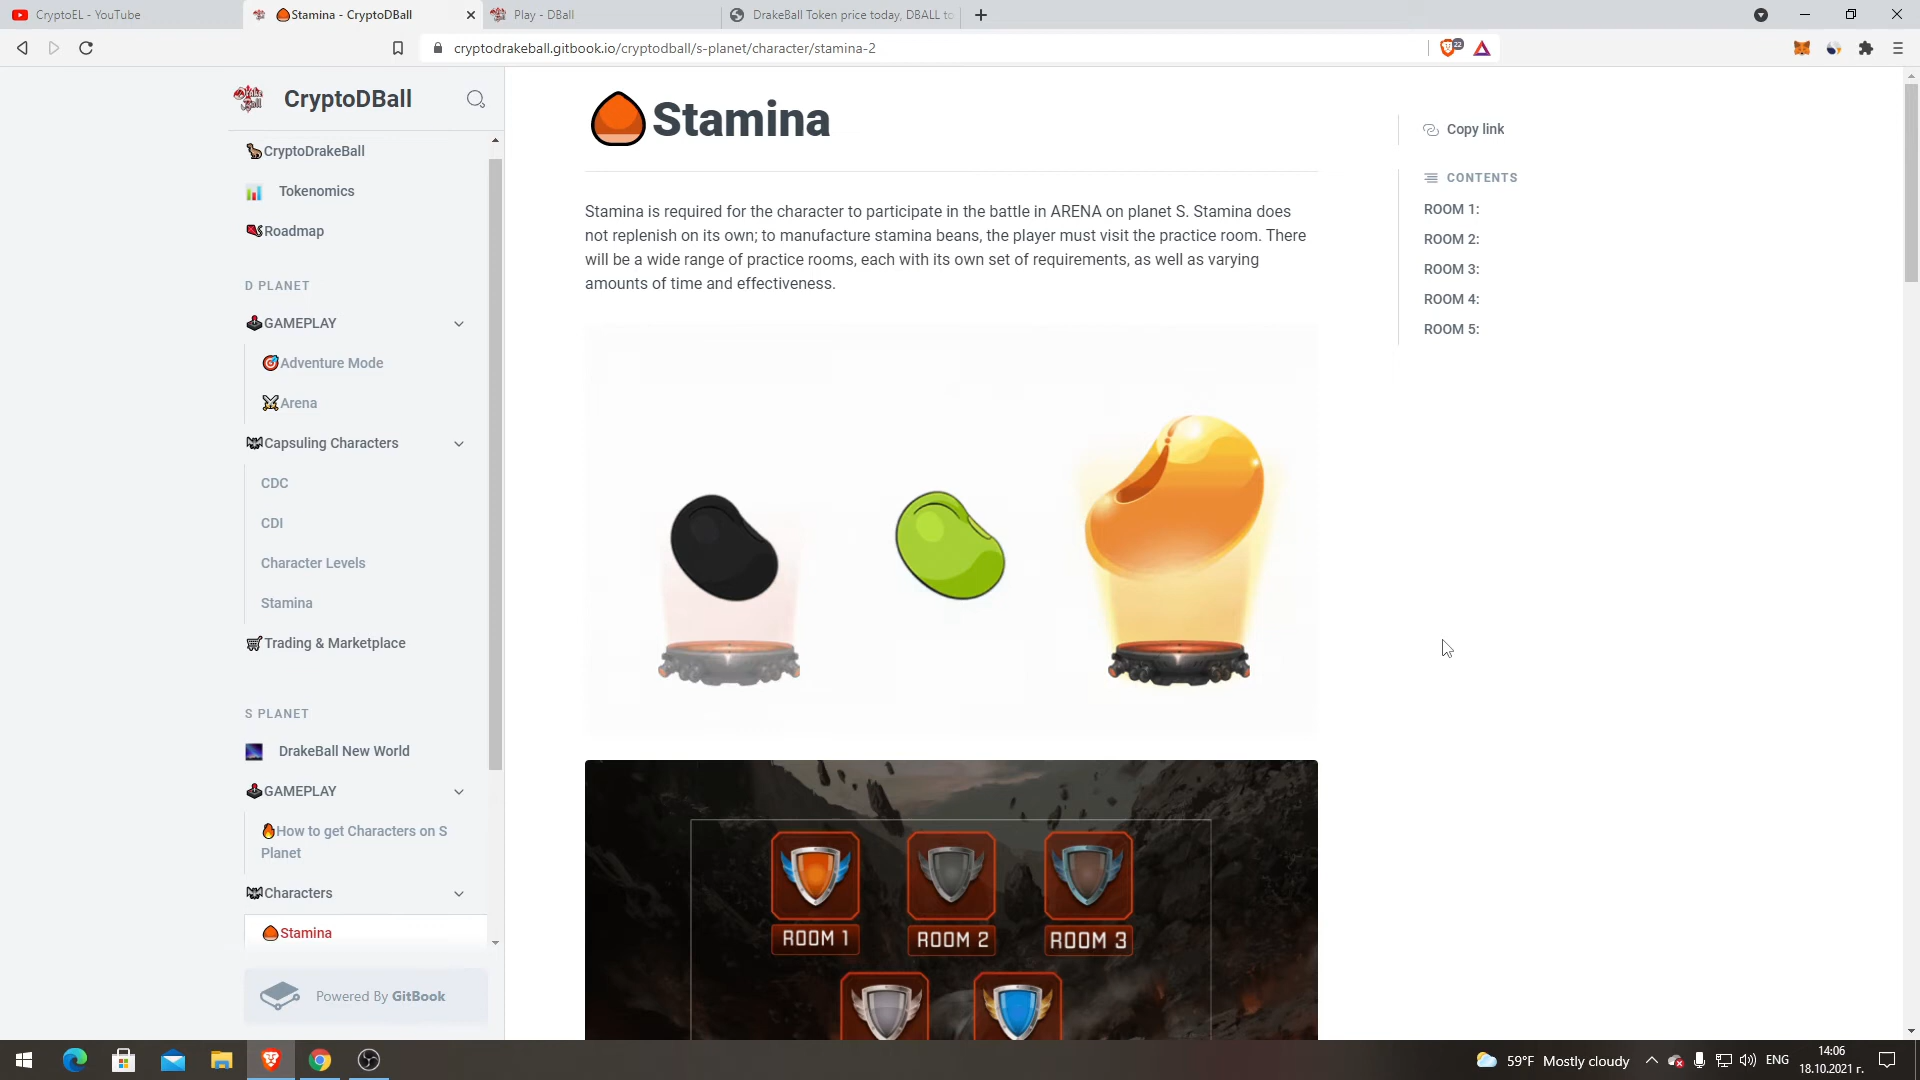 CryptoEL - YouTube
Stamina - CryptoDBall
Play - DBall
DrakeBall Token price today, DBALL to
cryptodrakeball.gitbook.io/cryptodball/s-planet/character/stamina-2
22
CryptoDBall
CryptoDrakeBall
Tokenomics
Roadmap
D PLANET
GAMEPLAY
Adventure Mode
Arena
Capsuling Characters
CDC
CDI
Character Levels
Stamina
Trading & Marketplace
S PLANET
DrakeBall New World
GAMEPLAY
How to get Characters on S
Planet
Characters
Stamina
Powered By GitBook
Stamina
Stamina is required for the character to participate in the battle in ARENA on planet S. Stamina does
not replenish on its own; to manufacture stamina beans, the player must visit the practice room. There
will be a wide range of practice rooms, each with its own set of requirements, as well as varying
amounts of time and effectiveness.
ROOM 1
ROOM 2
ROOM 3
Copy link
CONTENTS
ROOM 1:
ROOM 2:
ROOM 3:
ROOM 4:
ROOM 5:
59°F Mostly cloudy
ENG
14:06
18.10.2021 г.